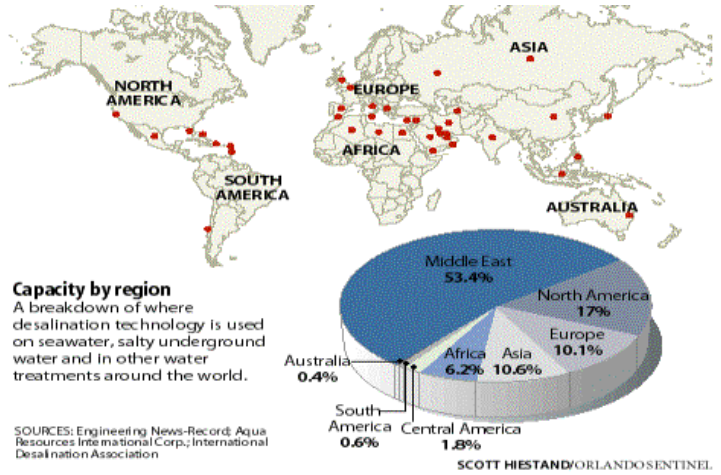 ASIA
NORTH
AMERICA
EUROPE
AFRICA
SOUTH
AMERICA
AUSTRALIA
Capacity by region
A breakdown of where
desalination technology is used
on seawater, salty underground
water and in other water
treatments around the world.
Middle East
53.4%
North America
17%
Europe
10.1%
Asia
10.6%
Africa
6.2%
Australia
0.4%
South
America
0.6%
Central America
1.8%
SOURCES: Engineering News-Record; Aqua
Resources International Corp.; International
Desalination Association
SCOTT HIESTAND/ORLANDO SENTINEL